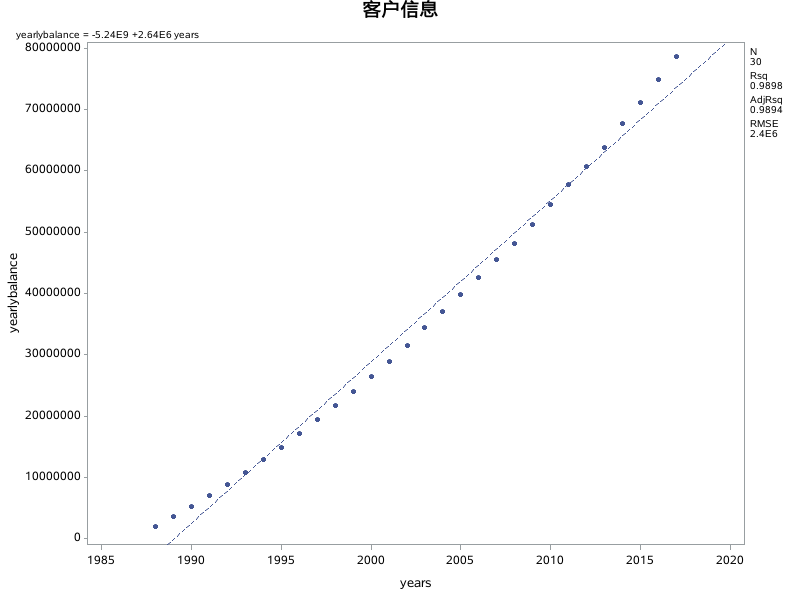 客户信息
yearlybalance = -5.24E9 +2.64E6 years
80000000
70000000
60000000
50000000
40000000
30000000
20000000
10000000
0
yearlybalance
1985 1990 1995 2000 2005 2010 2015 2020
years
N
30
Rsq
0.9898
AdjRsq
0.9894
RMSE
2.4E6